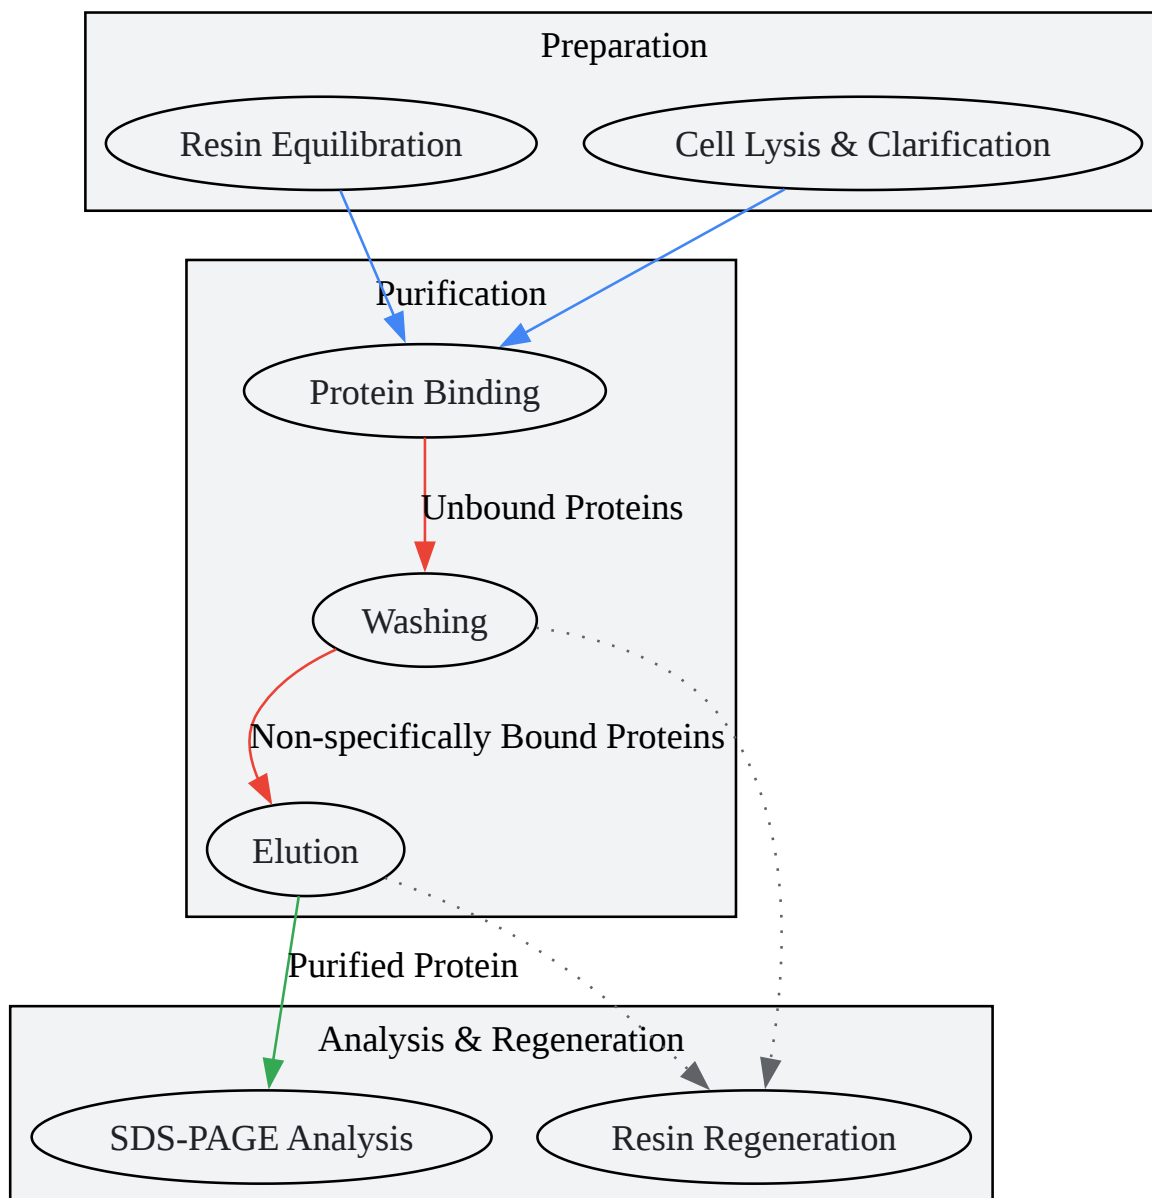 Preparation
Resin Equilibration
Cell Lysis & Clarification
Purification
Protein Binding
Unbound Proteins
Washing
Non-specifically Bound Proteins
Elution
Purified Protein
Analysis & Regeneration
SDS-PAGE Analysis
Resin Regeneration